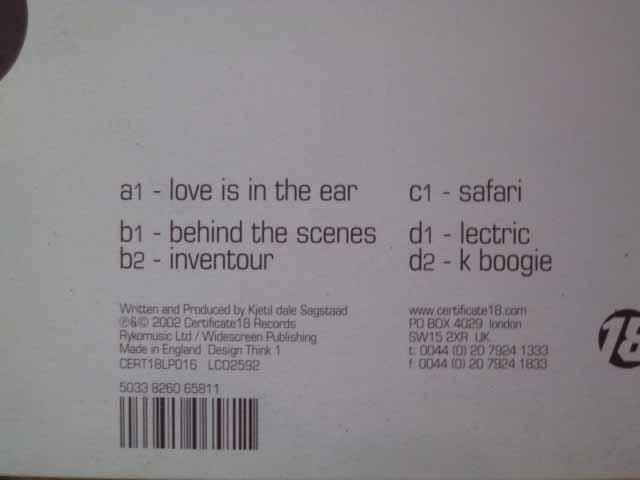 a1 - love is in the ear
b1 - behind the scenes
b2 - inventour
c1 - safari
d1 - lectric
d2 - k boogie
Written and Produced by Kjetil dale Sagstaad
℗&© 2002 Certificate18 Records
Rykomusic Ltd / Widescreen Publishing
Made in England Design Think 1
CERT18LP016 LC02592
5033 8260 65811
www.certificate18.com
PO BOX 4029 london
SW15 2XR UK.
t: 0044 (0) 20 7924 1333
f: 0044 (0) 20 7924 1833
18